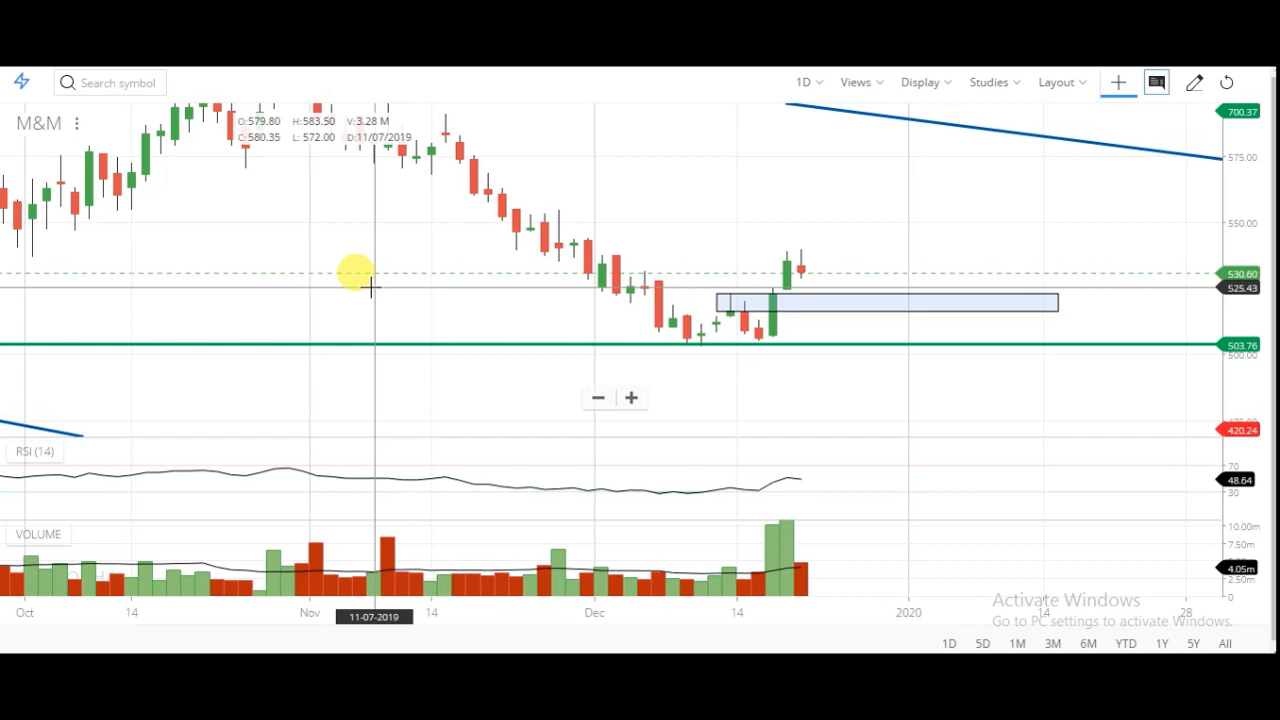 Search symbol
1D
Views
Display
Studies
Layout
M&M
O:579.80 H:583.50 V:3.28 M
C:580.35 L: 572.00 D:11/07/2019
700.37
575.00
550.00
530.60
525.43
503.76
500.00
420.24
RSI (14)
70
48.64
30
VOLUME
10.00m
7.50m
4.05m
2.50m
0
Oct
14
Nov
11-07-2019
14
Dec
14
2020
14
28
Activate Windows
Go to PC settings to activate Windows.
1D
5D
1M
3M
6M
YTD
1Y
5Y
All